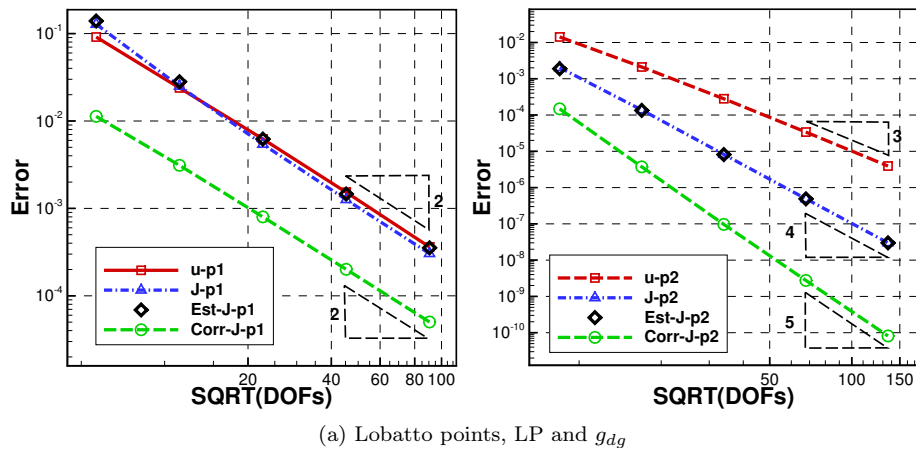 10^-1
10^-2
10^-3
10^-4
Error
2
2
u-p1
J-p1
Est-J-p1
Corr-J-p1
20 40 60 80 100
SQRT(DOFs)
10^-2
10^-3
10^-4
10^-5
10^-6
10^-7
10^-8
10^-9
10^-10
Error
3
4
5
u-p2
J-p2
Est-J-p2
Corr-J-p2
50 100 150
SQRT(DOFs)
(a) Lobatto points, LP and g_dg